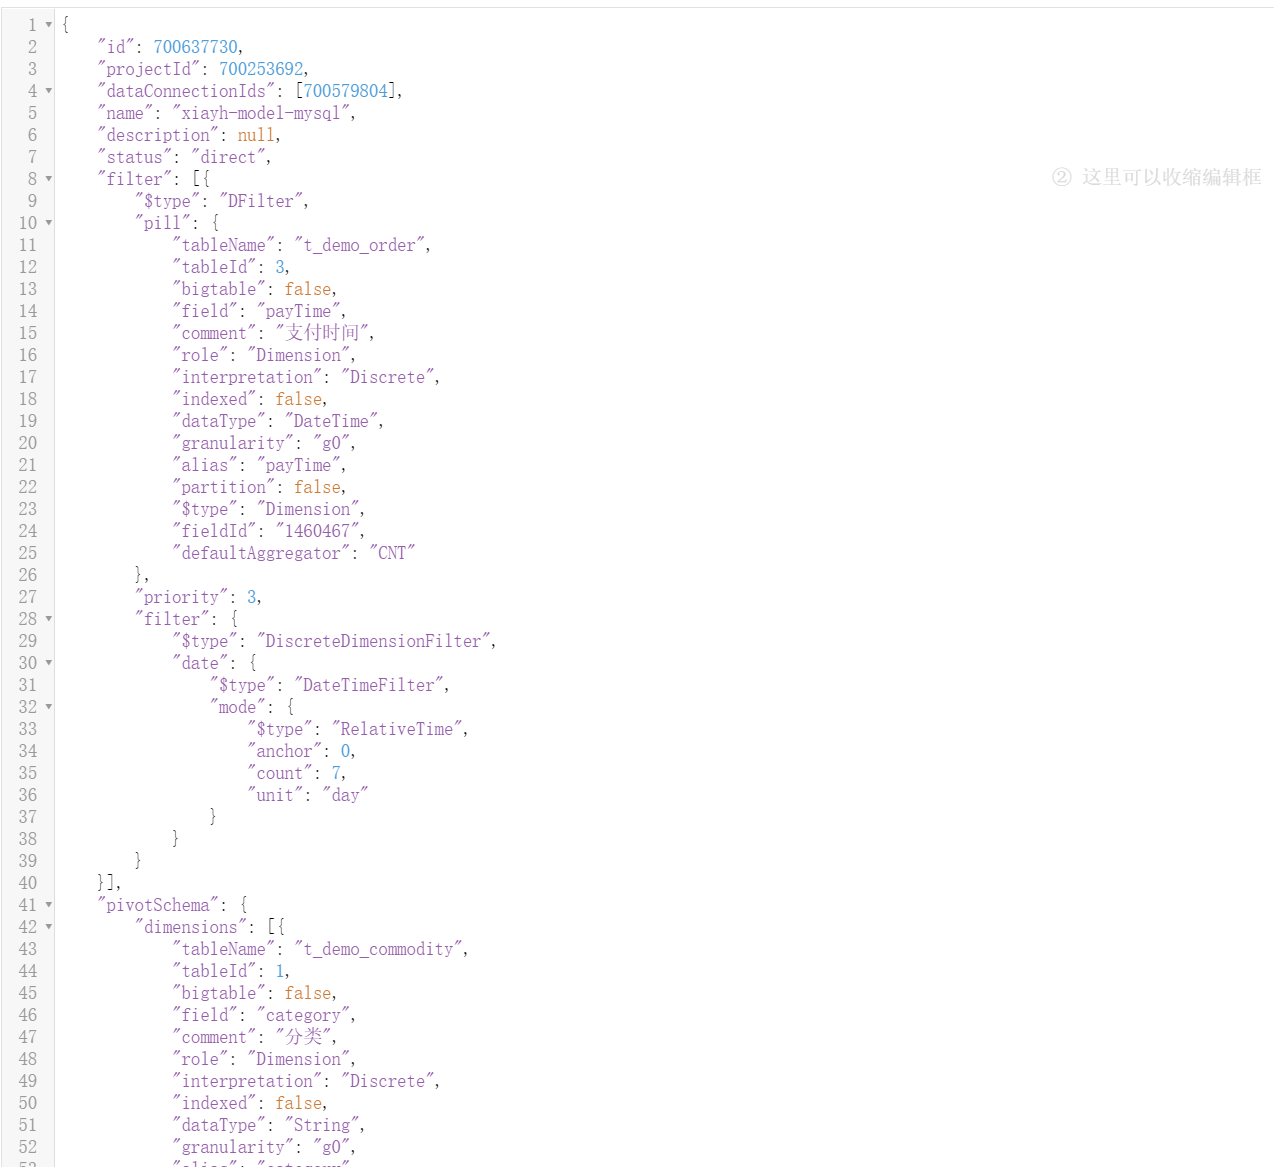 1 {
2 "id": 700637730,
3 "projectId": 700253692,
4 "dataConnectionIds": [700579804],
5 "name": "xiayh-model-mysql",
6 "description": null,
7 "status": "direct",
8 "filter": [{
② 这里可以收缩编辑框
9 "$type": "DFilter",
10 "pill": {
11 "tableName": "t_demo_order",
12 "tableId": 3,
13 "bigtable": false,
14 "field": "payTime",
15 "comment": "支付时间",
16 "role": "Dimension",
17 "interpretation": "Discrete",
18 "indexed": false,
19 "dataType": "DateTime",
20 "granularity": "g0",
21 "alias": "payTime",
22 "partition": false,
23 "$type": "Dimension",
24 "fieldId": "1460467",
25 "defaultAggregator": "CNT"
26 },
27 "priority": 3,
28 "filter": {
29 "$type": "DiscreteDimensionFilter",
30 "date": {
31 "$type": "DateTimeFilter",
32 "mode": {
33 "$type": "RelativeTime",
34 "anchor": 0,
35 "count": 7,
36 "unit": "day"
37 }
38 }
39 }
40 }],
41 "pivotSchema": {
42 "dimensions": [{
43 "tableName": "t_demo_commodity",
44 "tableId": 1,
45 "bigtable": false,
46 "field": "category",
47 "comment": "分类",
48 "role": "Dimension",
49 "interpretation": "Discrete",
50 "indexed": false,
51 "dataType": "String",
52 "granularity": "g0",